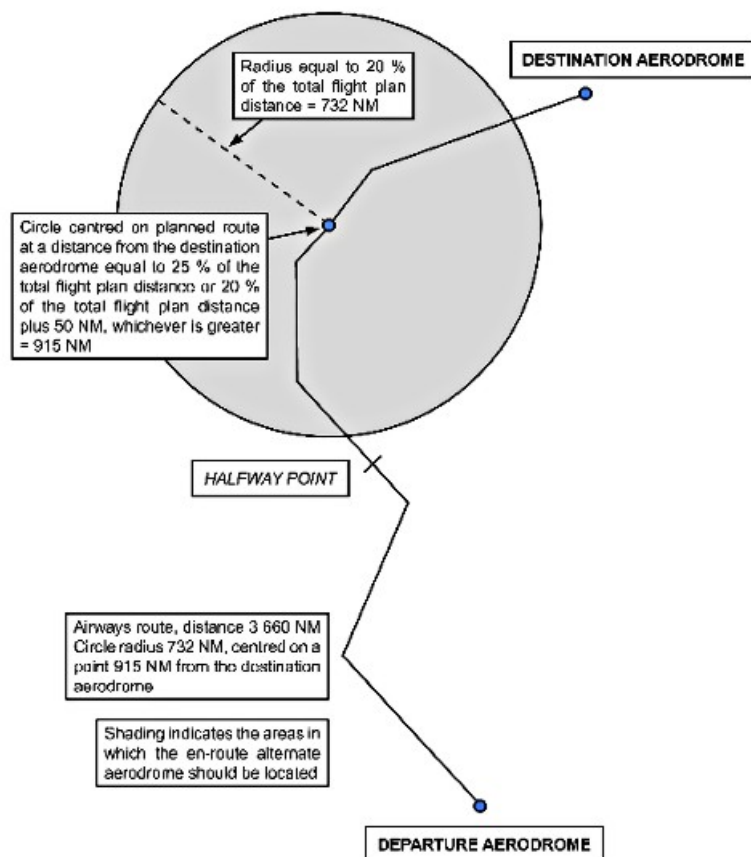 DESTINATION AERODROME
Radius equal to 20 %
of the total flight plan
distance = 732 NM
Circle centred on planned route
at a distance from the destination
aerodrome equal to 25 % of the
total flight plan distance or 20 %
of the total flight plan distance
plus 50 NM, whichever is greater
= 915 NM
HALFWAY POINT
Airways route, distance 3 660 NM
Circle radius 732 NM, centred on a
point 915 NM from the destination
aerodrome
Shading indicates the areas in
which the en-route alternate
aerodrome should be located
DEPARTURE AERODROME